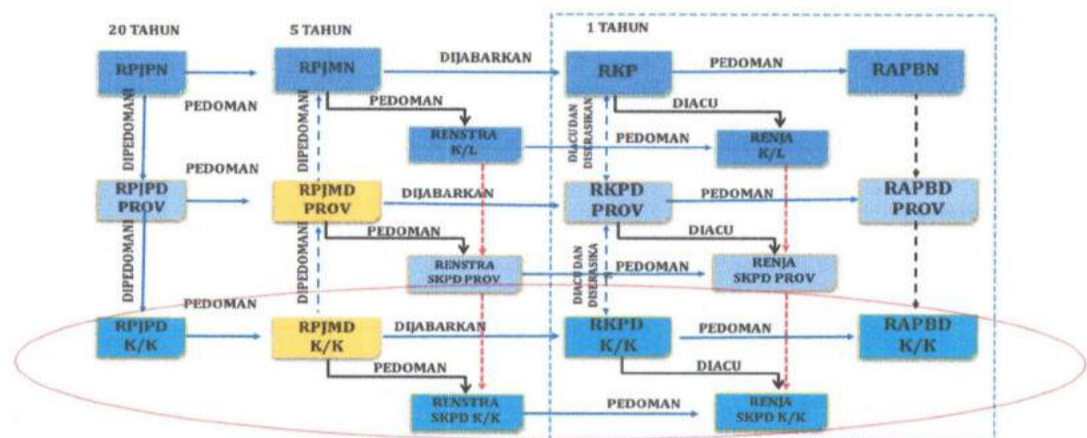 20 TAHUN
5 TAHUN
1 TAHUN
RPJPN
PEDOMAN
RPJMN
DIJABARKAN
RKP
PEDOMAN
RAPBN
DIPEDOMANI
DIPEDOMANI
PEDOMAN
RENSTRA
K/L
PEDOMAN
DIACU
RENJA
K/L
DIACU DAN
DISERASIKAN
RPJPD
PROV
PEDOMAN
RPJMD
PROV
DIJABARKAN
RKPD
PROV
PEDOMAN
RAPBD
PROV
DIPEDOMANI
DIPEDOMANI
PEDOMAN
RENSTRA
SKPD PROV
PEDOMAN
DIACU
RENJA
SKPD PROV
DIACU DAN
DISERASIKA
RPJPD
K/K
PEDOMAN
RPJMD
K/K
DIJABARKAN
RKPD
K/K
PEDOMAN
RAPBD
K/K
PEDOMAN
RENSTRA
SKPD K/K
PEDOMAN
DIACU
RENJA
SKPD K/K